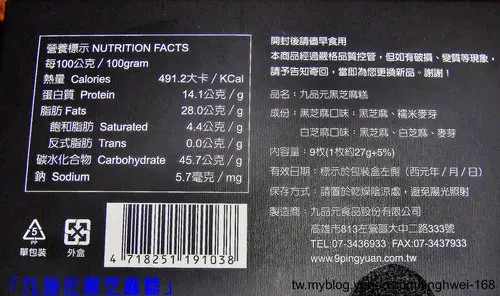 營養標示 NUTRITION FACTS
每100公克 / 100gram
熱量 Calories 491.2大卡 / KCal
蛋白質 Protein 14.1公克 / g
脂肪 Fats 28.0公克 / g
飽和脂肪 Saturated 4.4公克 / g
反式脂肪 Trans 0.0公克 / g
碳水化合物 Carbohydrate 45.7公克 / g
鈉 Sodium 5.7毫克 / mg
5
PP
單包裝
外盒
4 718251 191038
開封後請儘早食用
本商品經過嚴格品質控管,但如有破損、變質等現象,
請予告知寄回,當即為您更換新品。謝謝!
品名:九品元黑芝麻糕
成份:黑芝麻口味:黑芝麻、糯米麥芽
白芝麻口味:黑芝麻、白芝麻、麥芽
內容量:9枚(1枚約27g+5%)
有效日期:標示於包裝盒左側 (西元年 / 月 / 日)
保存方式:請置於乾燥陰涼處,避免陽光照射
製造商:九品元食品股份有限公司
高雄市813左營區大中二路333號
TEL:07-3436933 FAX:07-3437933
www.9pingyuan.com.tw
「九品元黑芝麻糕」